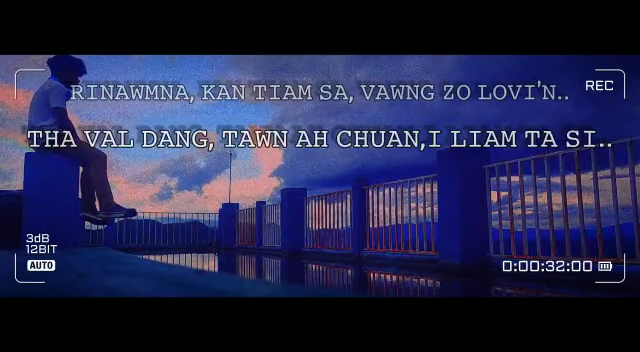 RINAWMNA, KAN TIAM SA, VAWNG ZO LOVI'N..
REC
THA VAL DANG, TAWN AH CHUAN,I LIAM TA SI..
3dB
12BIT
AUTO
0:00:32:00